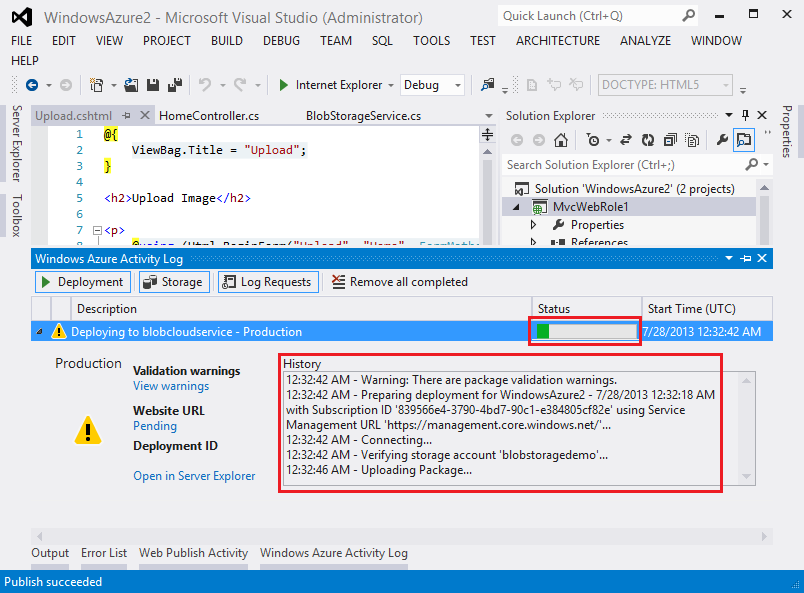 WindowsAzure2 - Microsoft Visual Studio (Administrator)
Quick Launch (Ctrl+Q)
FILE EDIT VIEW PROJECT BUILD DEBUG TEAM SQL TOOLS TEST ARCHITECTURE ANALYZE WINDOW
HELP
Internet Explorer Debug DOCTYPE: HTML5
Server Explorer
Toolbox
Upload.cshtml HomeController.cs BlobStorageService.cs
1 @{
2 ViewBag.Title = "Upload";
3 }
4
5 <h2>Upload Image</h2>
6
7 <p>
8 @using (Html.BeginForm("Upload", "Home", FormMetho
Solution Explorer
Search Solution Explorer (Ctrl+;)
Solution 'WindowsAzure2' (2 projects)
MvcWebRole1
Properties
References
Properties
Windows Azure Activity Log
Deployment Storage Log Requests Remove all completed
Description Status Start Time (UTC)
Deploying to blobcloudservice - Production 7/28/2013 12:32:42 AM
Production
Validation warnings
View warnings
Website URL
Pending
Deployment ID
Open in Server Explorer
History
12:32:42 AM - Warning: There are package validation warnings.
12:32:42 AM - Preparing deployment for WindowsAzure2 - 7/28/2013 12:32:18 AM
with Subscription ID '839566e4-3790-4bd7-90c1-e384805cf82e' using Service
Management URL 'https://management.core.windows.net/'...
12:32:42 AM - Connecting...
12:32:42 AM - Verifying storage account 'blobstoragedemo'...
12:32:46 AM - Uploading Package...
Output Error List Web Publish Activity Windows Azure Activity Log
Publish succeeded